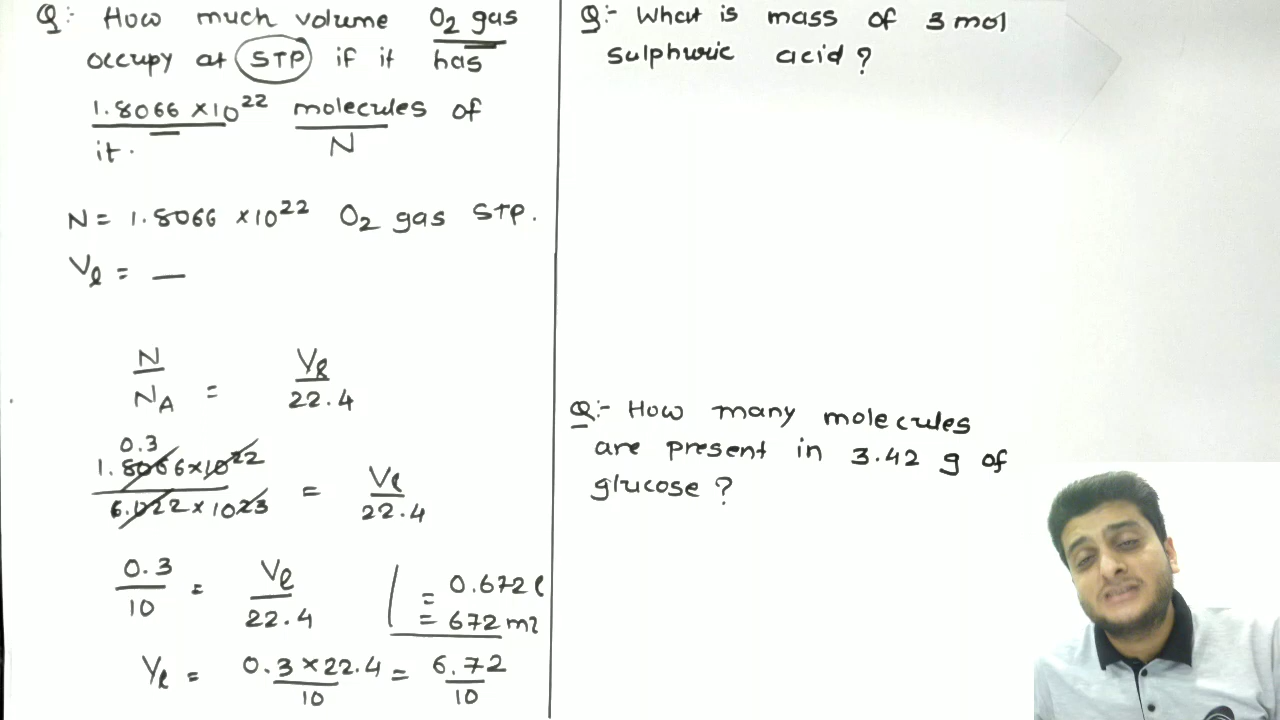 Q:- How much volume O2 gas
occupy at STP if it has
1.8066 ×10^22 molecules of
N
it.
N = 1.8066 ×10^22 O2 gas STP.
Vl = —
N/NA = Vl/22.4
0.3
1.8066×10^22/6.022×10^23 = Vl/22.4
0.3/10 = Vl/22.4
= 0.672 l
= 672 ml
Vl = 0.3×22.4/10 = 6.72/10
Q:- What is mass of 3 mol
sulphuric acid ?
Q:- How many molecules
are present in 3.42 g of
glucose ?